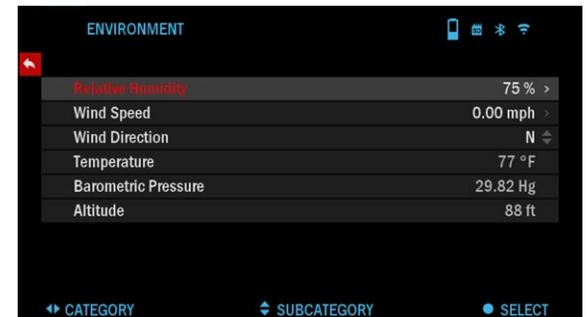 ENVIRONMENT
Relative Humidity 75 % >
Wind Speed 0.00 mph >
Wind Direction N
Temperature 77 °F
Barometric Pressure 29.82 Hg
Altitude 88 ft
CATEGORY SUBCATEGORY SELECT